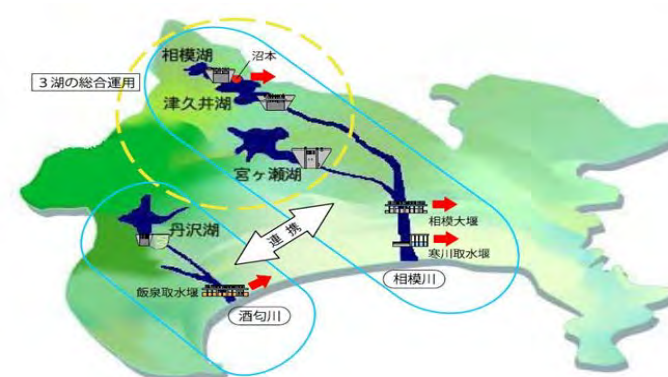 相模湖
沼本
3湖の総合運用
津久井湖
宮ヶ瀬湖
丹沢湖
連携
相模大堰
寒川取水堰
相模川
飯泉取水堰
酒匂川